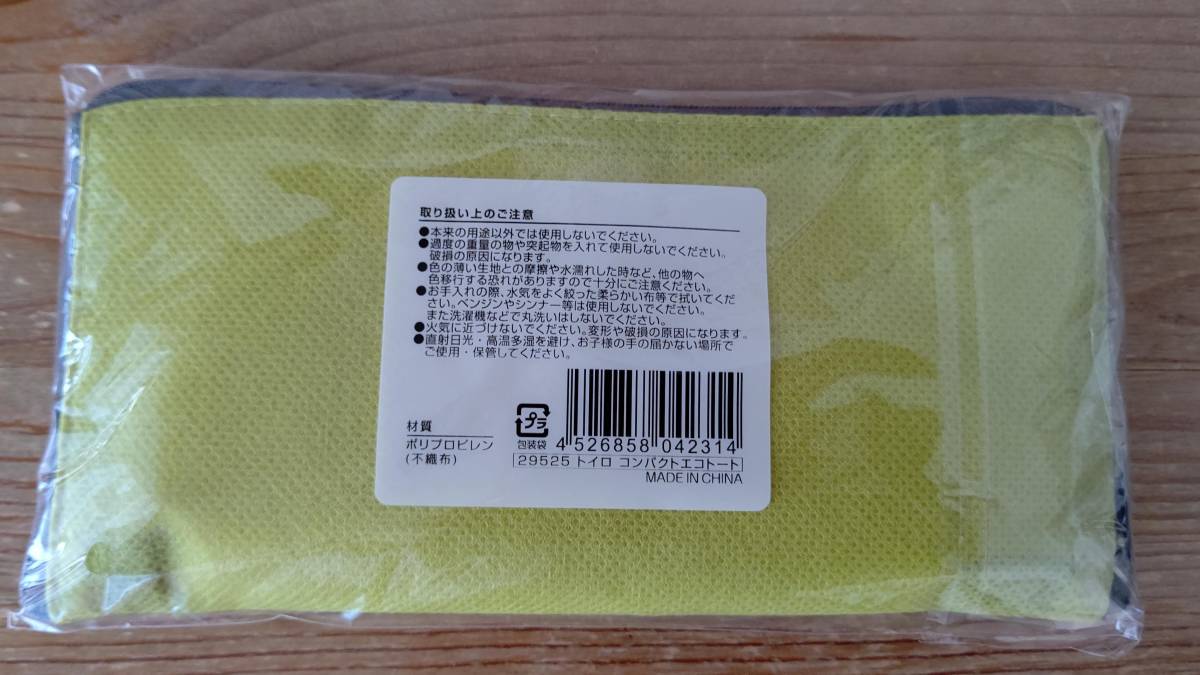 取り扱い上のご注意
●本来の用途以外では使用しないでください。
●過度の重量の物や突起物を入れて使用しないでください。
破損の原因になります。
●色の薄い生地との摩擦や水濡れした時など、他の物へ
色移行する恐れがありますので十分にご注意ください。
●お手入れの際、水気をよく絞った柔らかい布等で拭いてくだ
さい。ベンジンやシンナー等は使用しないでください。
また洗濯機などで丸洗いはしないでください。
●火気に近づけないでください。変形や破損の原因になります。
●直射日光・高温多湿を避け、お子様の手の届かない場所で
ご使用・保管してください。
材質
ポリプロピレン
(不織布)
プラ
包装袋
4 526858 042314
29525 トイロ コンパクトエコトート
MADE IN CHINA